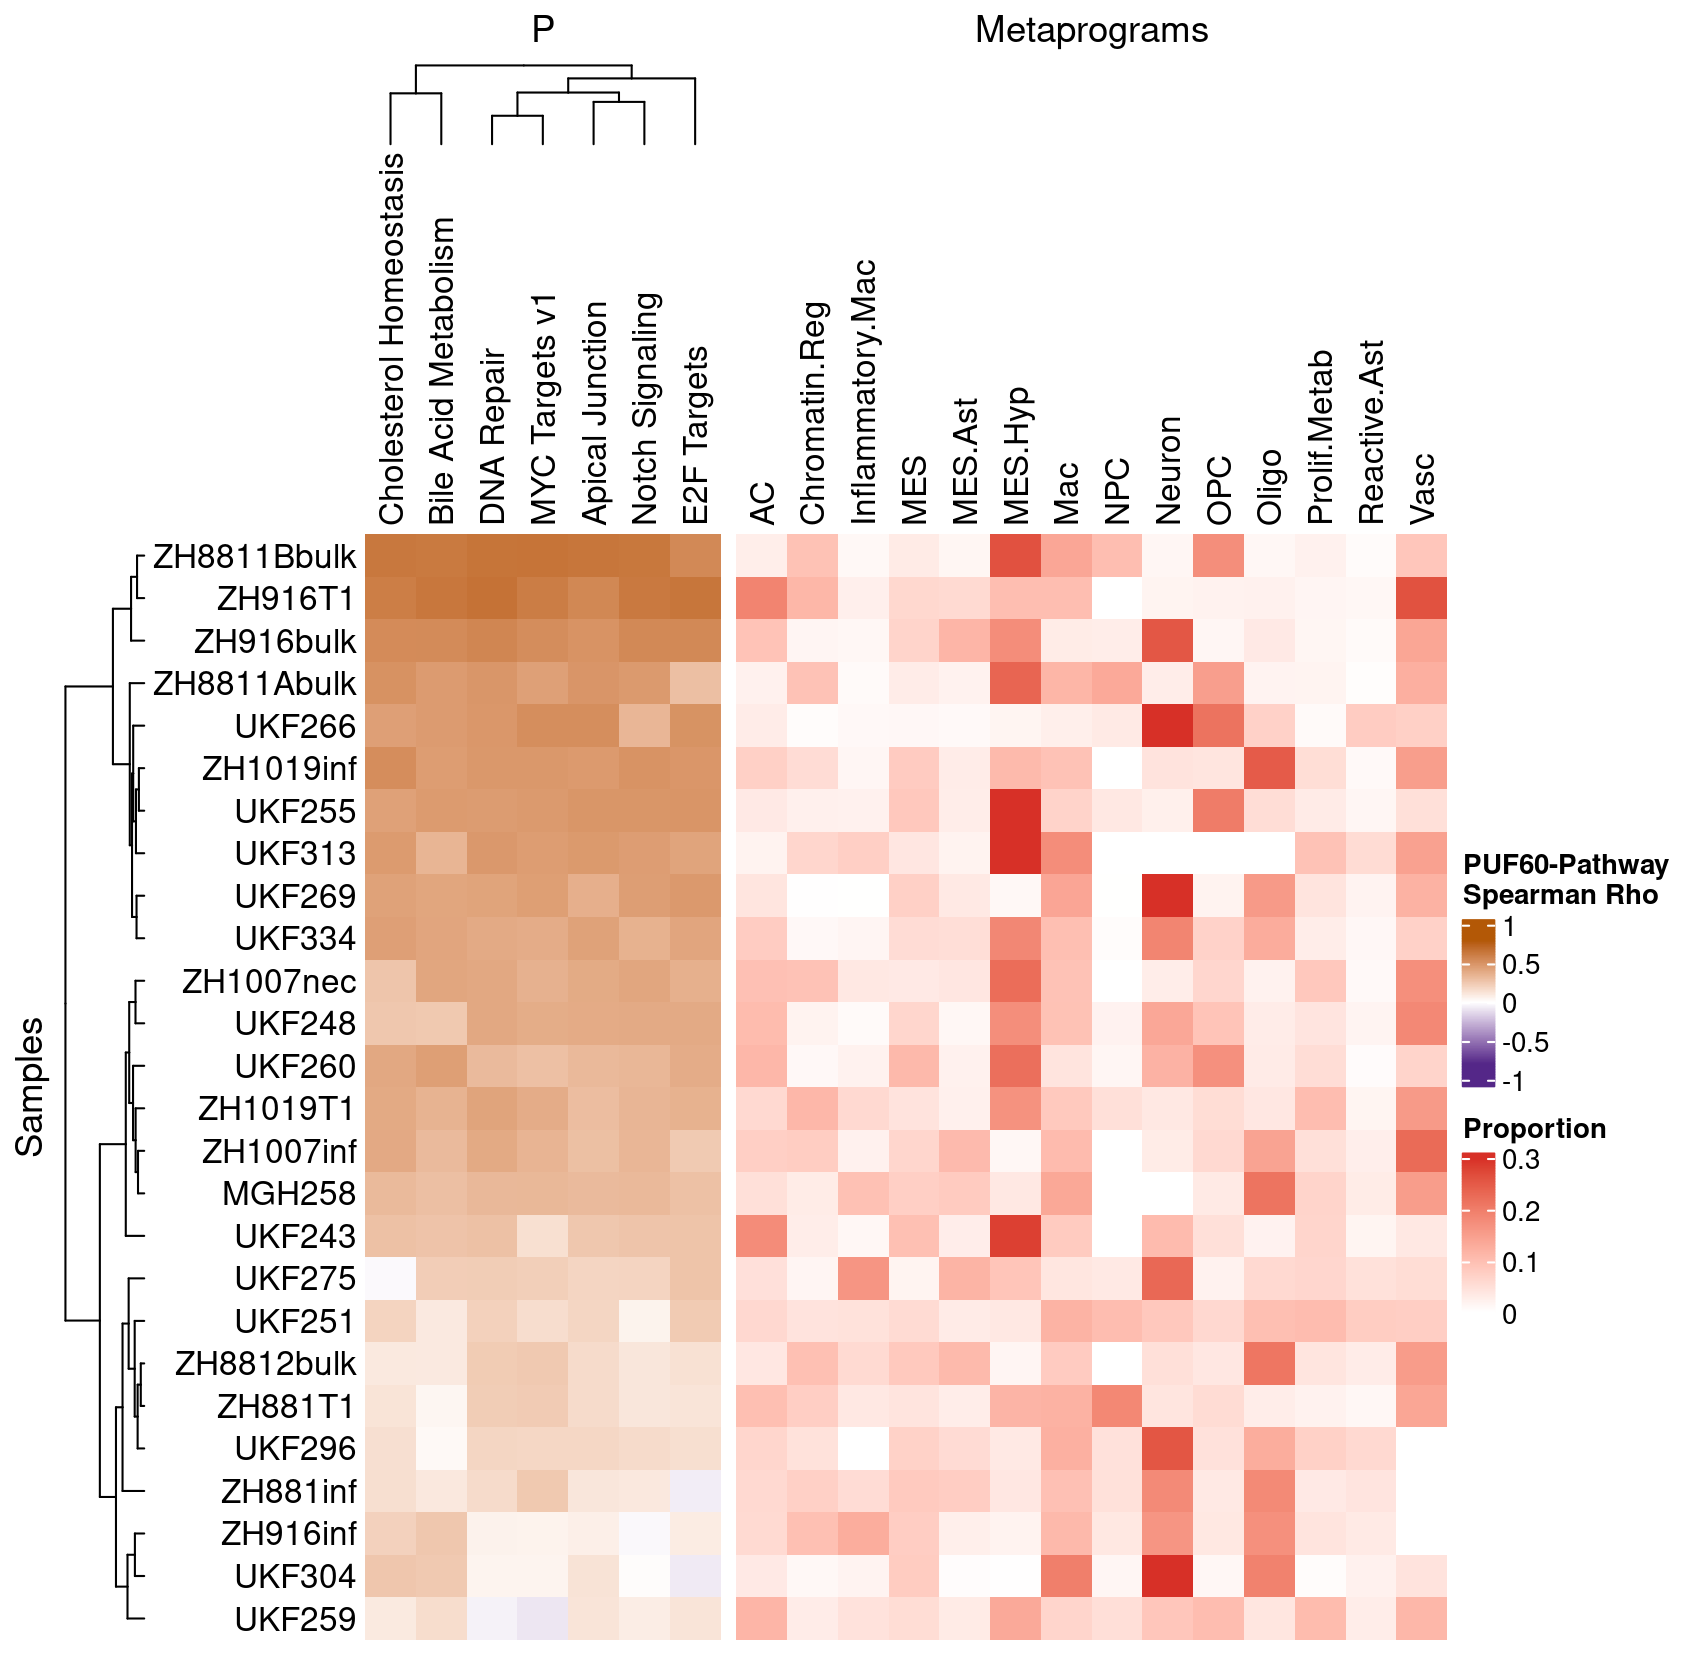 P
Metaprograms
Cholesterol Homeostasis
Bile Acid Metabolism
DNA Repair
MYC Targets v1
Apical Junction
Notch Signaling
E2F Targets
AC
Chromatin.Reg
Inflammatory.Mac
MES
MES.Ast
MES.Hyp
Mac
NPC
Neuron
OPC
Oligo
Prolif.Metab
Reactive.Ast
Vasc
Samples
ZH8811Bbulk
ZH916T1
ZH916bulk
ZH8811Abulk
UKF266
ZH1019inf
UKF255
UKF313
UKF269
UKF334
ZH1007nec
UKF248
UKF260
ZH1019T1
ZH1007inf
MGH258
UKF243
UKF275
UKF251
ZH8812bulk
ZH881T1
UKF296
ZH881inf
ZH916inf
UKF304
UKF259
PUF60-Pathway
Spearman Rho
1
0.5
0
-0.5
-1
Proportion
0.3
0.2
0.1
0